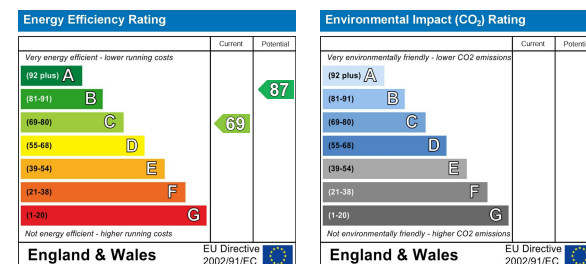 Energy Efficiency Rating
Current Potential
Very energy efficient - lower running costs
(92 plus) A
(81-91) B
87
(69-80) C
69
(55-68) D
(39-54) E
(21-38) F
(1-20) G
Not energy efficient - higher running costs
England & Wales
EU Directive
2002/91/EC
Environmental Impact (CO₂) Rating
Current Potenti
Very environmentally friendly - lower CO2 emissions
(92 plus) A
(81-91) B
(69-80) C
(55-68) D
(39-54) E
(21-38) F
(1-20) G
Not environmentally friendly - higher CO2 emissions
England & Wales
EU Directive
2002/91/EC